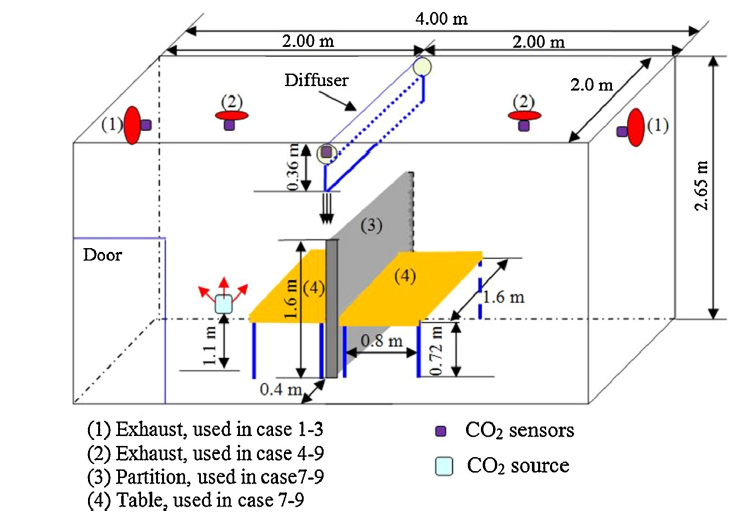 4.00 m
2.00 m
2.00 m
Diffuser
2.0 m
(1)
(2)
(2)
(1)
0.36 m
2.65 m
(3)
Door
(4)
(4)
1.6 m
1.6 m
1.1 m
0.8 m
0.72 m
0.4 m
(1) Exhaust, used in case 1-3
(2) Exhaust, used in case 4-9
(3) Partition, used in case7-9
(4) Table, used in case 7-9
CO2 sensors
CO2 source